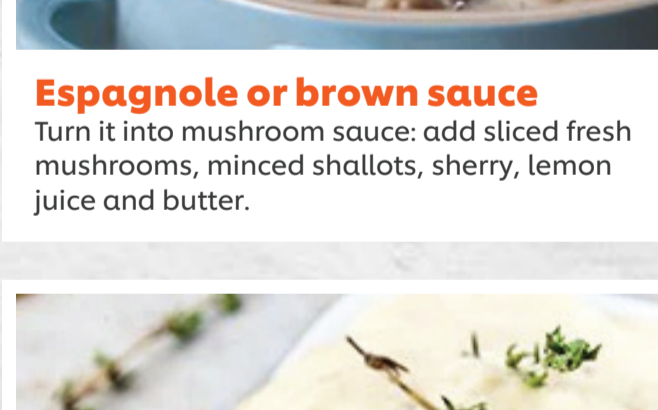 Espagnole or brown sauce
Turn it into mushroom sauce: add sliced fresh
mushrooms, minced shallots, sherry, lemon
juice and butter.